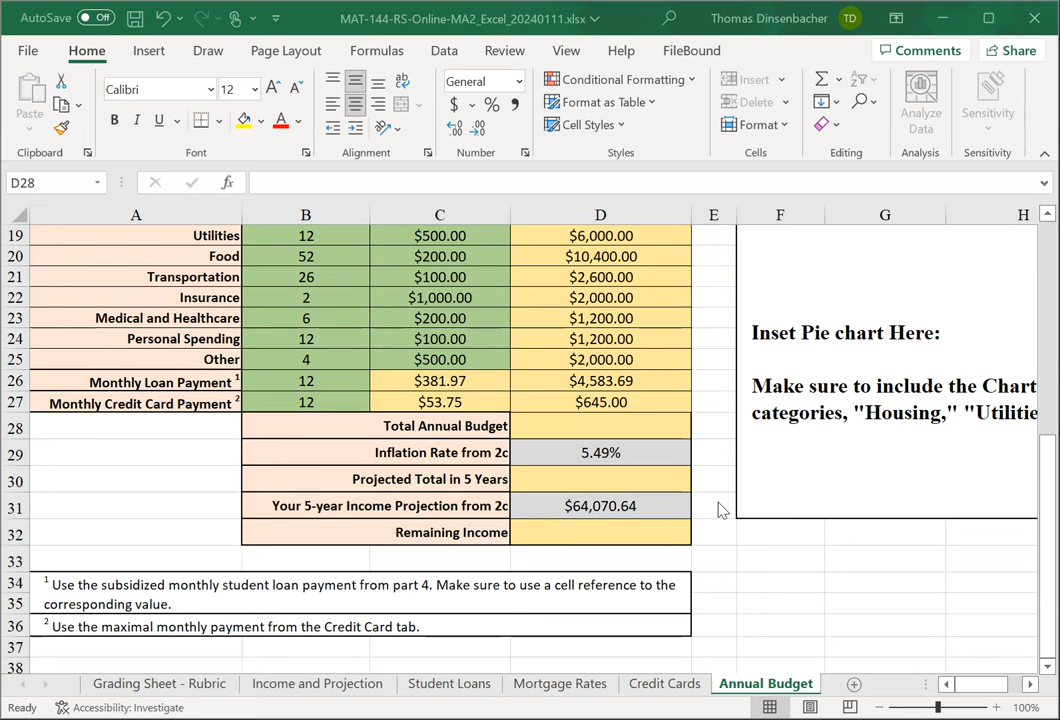 AutoSave Off MAT-144-RS-Online-MA2_Excel_20240111.xlsx Thomas Dinsenbacher TD
File Home Insert Draw Page Layout Formulas Data Review View Help FileBound Comments Share
Paste Calibri 12 A A ab General Conditional Formatting Insert Σ
B I U A $ % , Format as Table Delete
Cell Styles Format Analyze Data Sensitivity
Clipboard Font Alignment Number Styles Cells Editing Analysis Sensitivity
D28 fx
A B C D E F G H
19 Utilities 12 $500.00 $6,000.00
20 Food 52 $200.00 $10,400.00
21 Transportation 26 $100.00 $2,600.00
22 Insurance 2 $1,000.00 $2,000.00
23 Medical and Healthcare 6 $200.00 $1,200.00 Inset Pie chart Here:
24 Personal Spending 12 $100.00 $1,200.00
25 Other 4 $500.00 $2,000.00
26 Monthly Loan Payment 1 12 $381.97 $4,583.69 Make sure to include the Chart
27 Monthly Credit Card Payment 2 12 $53.75 $645.00 categories, "Housing," "Utilitie
28 Total Annual Budget
29 Inflation Rate from 2c 5.49%
30 Projected Total in 5 Years
31 Your 5-year Income Projection from 2c $64,070.64
32 Remaining Income
33
34 1 Use the subsidized monthly student loan payment from part 4. Make sure to use a cell reference to the
35 corresponding value.
36 2 Use the maximal monthly payment from the Credit Card tab.
37
38
Grading Sheet - Rubric Income and Projection Student Loans Mortgage Rates Credit Cards Annual Budget
Ready Accessibility: Investigate 100%